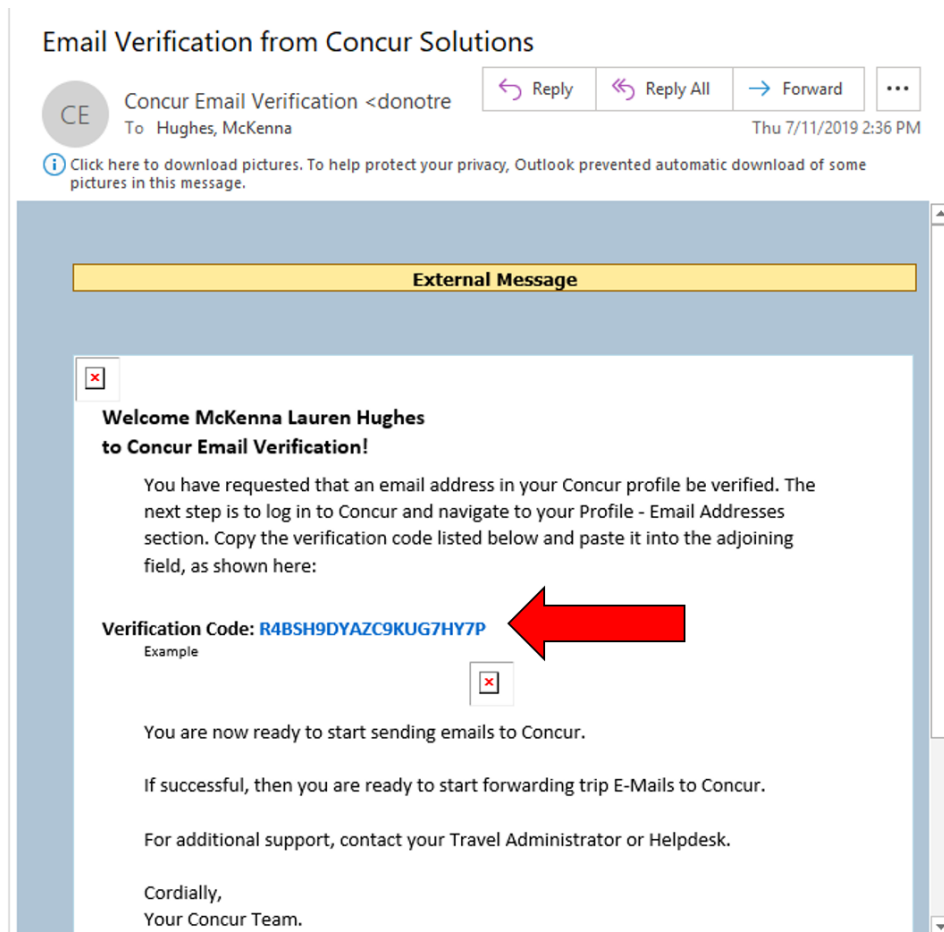 Email Verification from Concur Solutions
CE
Concur Email Verification <donotre
Reply
Reply All
Forward
To Hughes, McKenna
Thu 7/11/2019 2:36 PM
Click here to download pictures. To help protect your privacy, Outlook prevented automatic download of some
pictures in this message.
External Message
Welcome McKenna Lauren Hughes
to Concur Email Verification!
You have requested that an email address in your Concur profile be verified. The
next step is to log in to Concur and navigate to your Profile - Email Addresses
section. Copy the verification code listed below and paste it into the adjoining
field, as shown here:
Verification Code: R4BSH9DYAZC9KUG7HY7P
Example
You are now ready to start sending emails to Concur.
If successful, then you are ready to start forwarding trip E-Mails to Concur.
For additional support, contact your Travel Administrator or Helpdesk.
Cordially,
Your Concur Team.